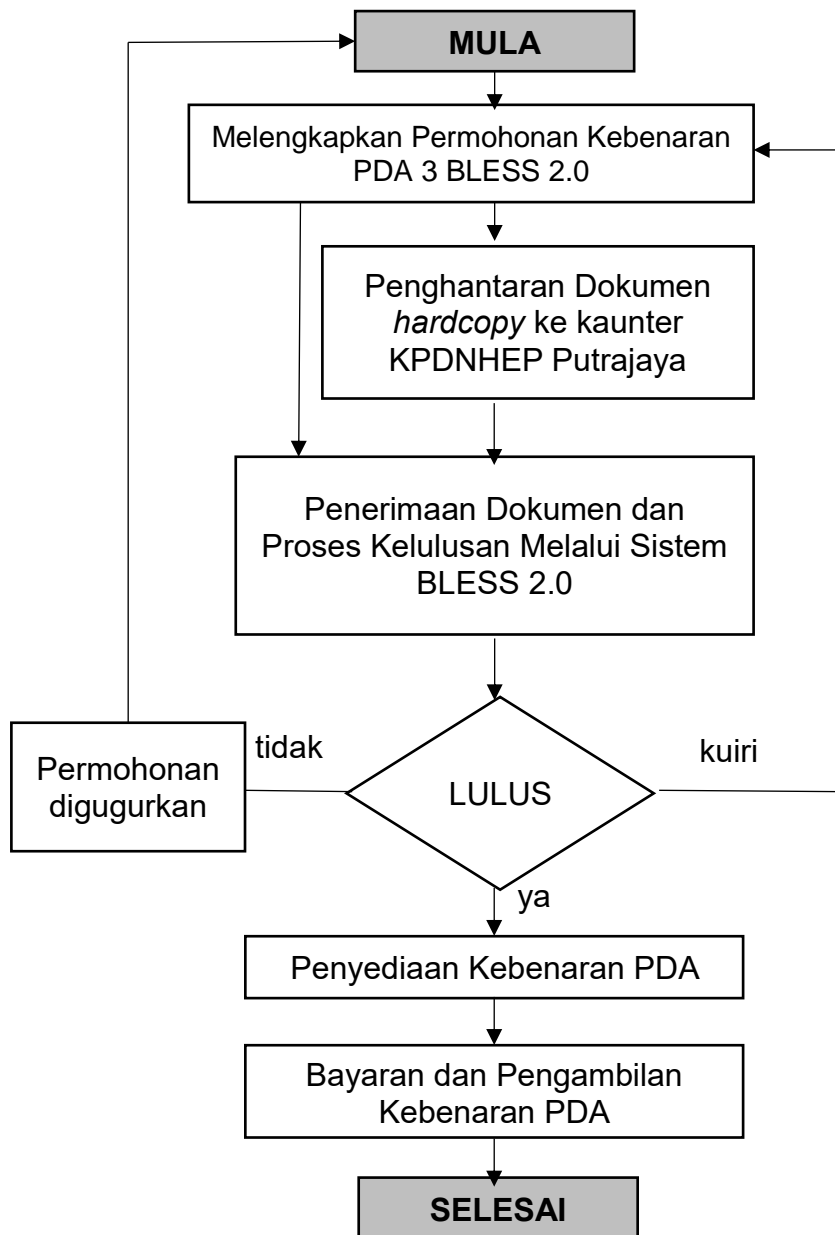 MULA
Melengkapkan Permohonan Kebenaran
PDA 3 BLESS 2.0
Penghantaran Dokumen
hardcopy ke kaunter
KPDNHEP Putrajaya
Penerimaan Dokumen dan
Proses Kelulusan Melalui Sistem
BLESS 2.0
Permohonan
digugurkan
tidak
LULUS
kuiri
ya
Penyediaan Kebenaran PDA
Bayaran dan Pengambilan
Kebenaran PDA
SELESAI